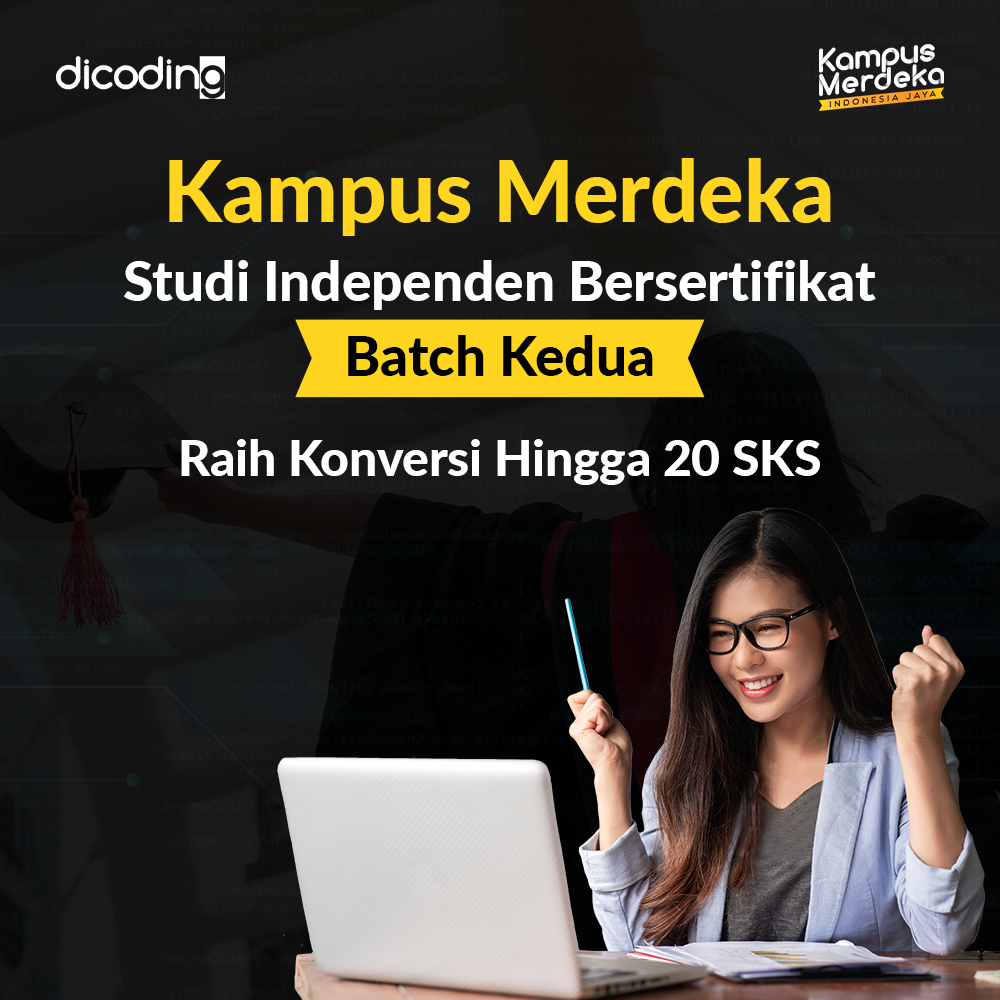 dicoding
Kampus
Merdeka
INDONESIA JAYA
Kampus Merdeka
Studi Independen Bersertifikat
Batch Kedua
Raih Konversi Hingga 20 SKS